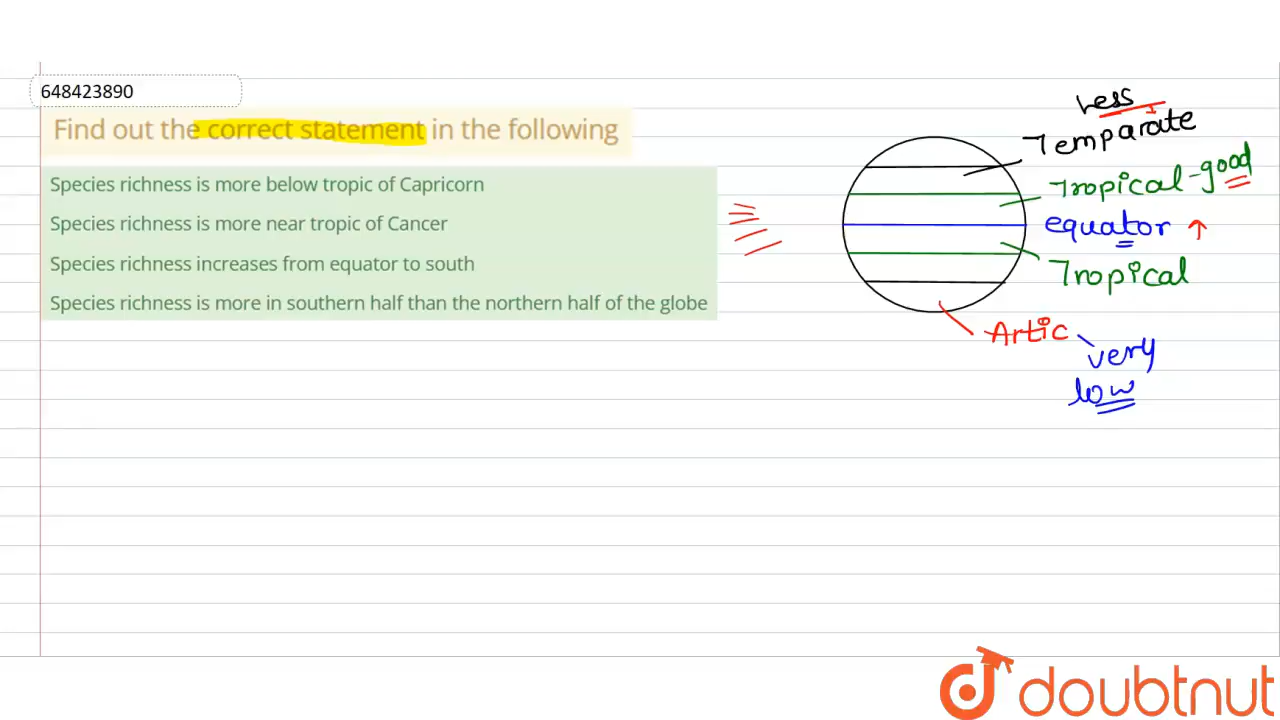 648423890
Find out the correct statement in the following
Species richness is more below tropic of Capricorn
Species richness is more near tropic of Cancer
Species richness increases from equator to south
Species richness is more in southern half than the northern half of the globe
Less
Temparate
Tropical - good
equator ↑
Tropical
Artic
very
low
doubtnut